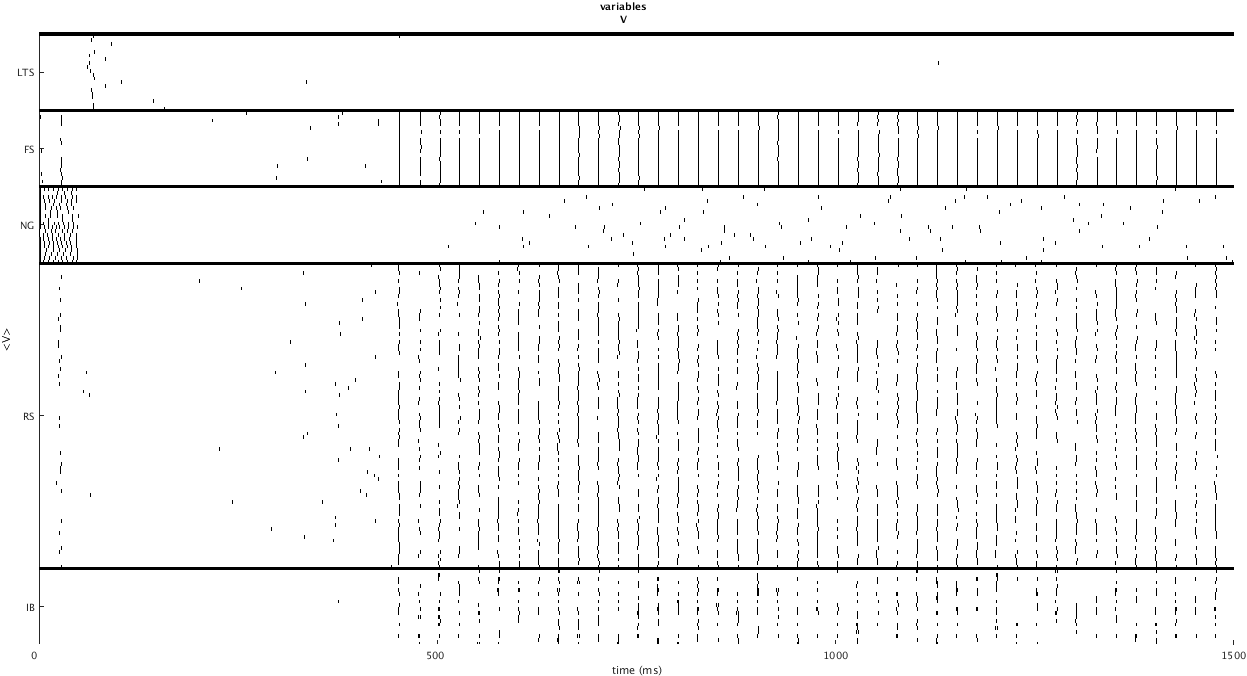 variables
V
LTS
FS
NG
RS
IB
<V>
0 500 1000 1500
time (ms)